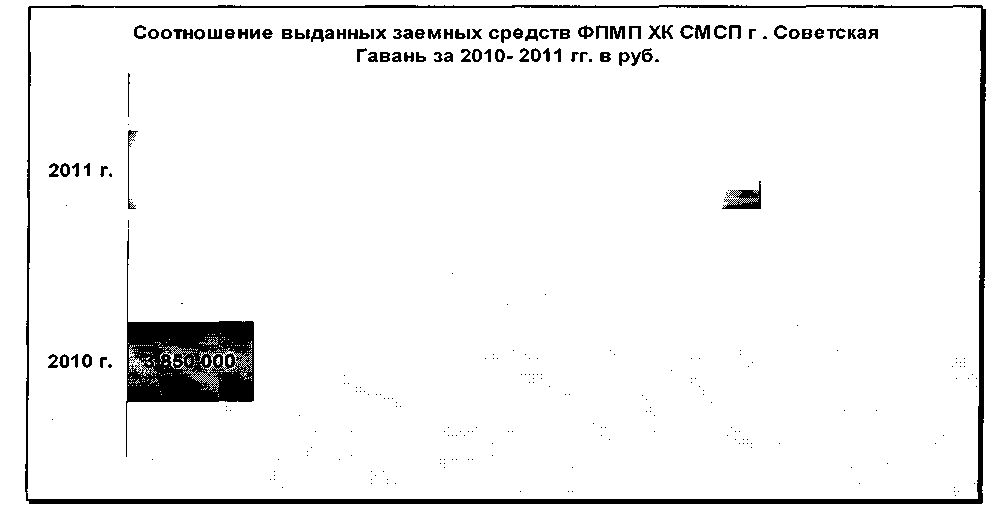 Соотношение выданных заемных средств ФПМП ХК СМСП г . Советская
Гавань за 2010- 2011 гг. в руб.
2011 г.
2010 г.
3 850 000